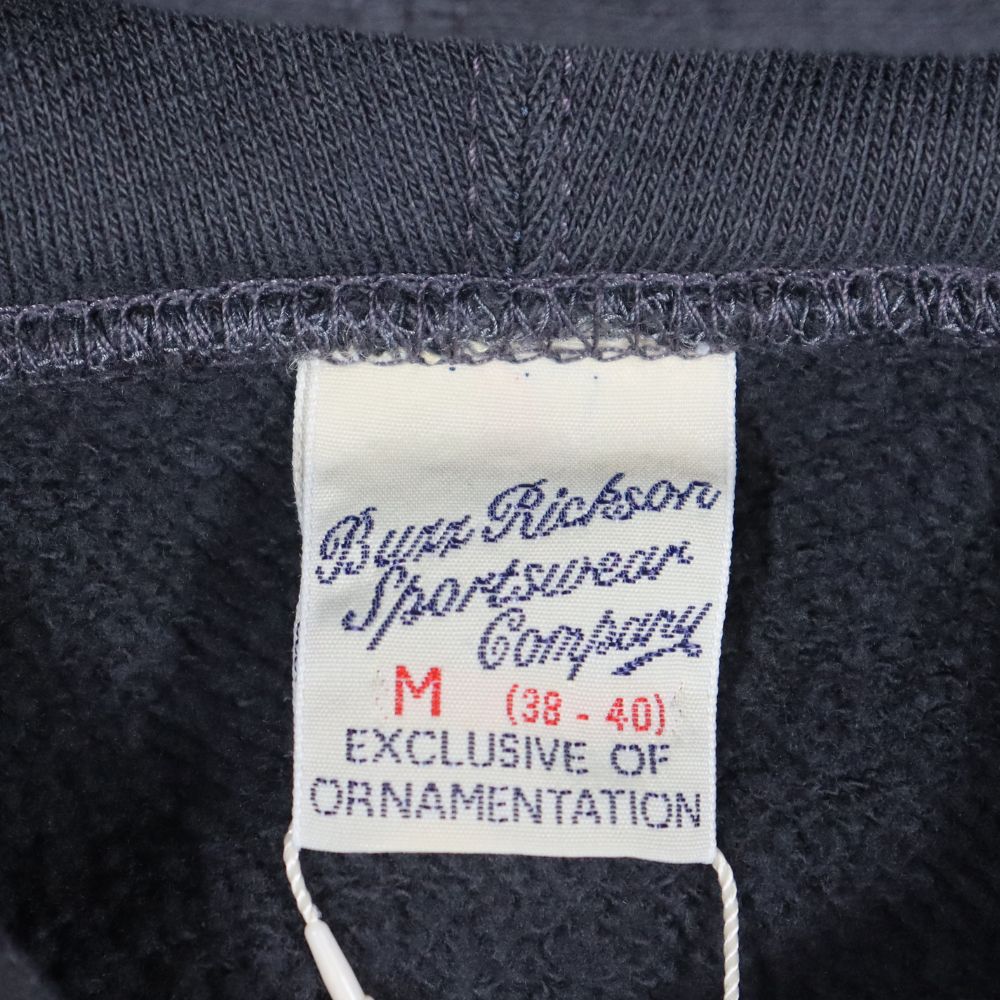 Buzz Rickson
Sportswear
Company
M (38 - 40)
EXCLUSIVE OF
ORNAMENTATION